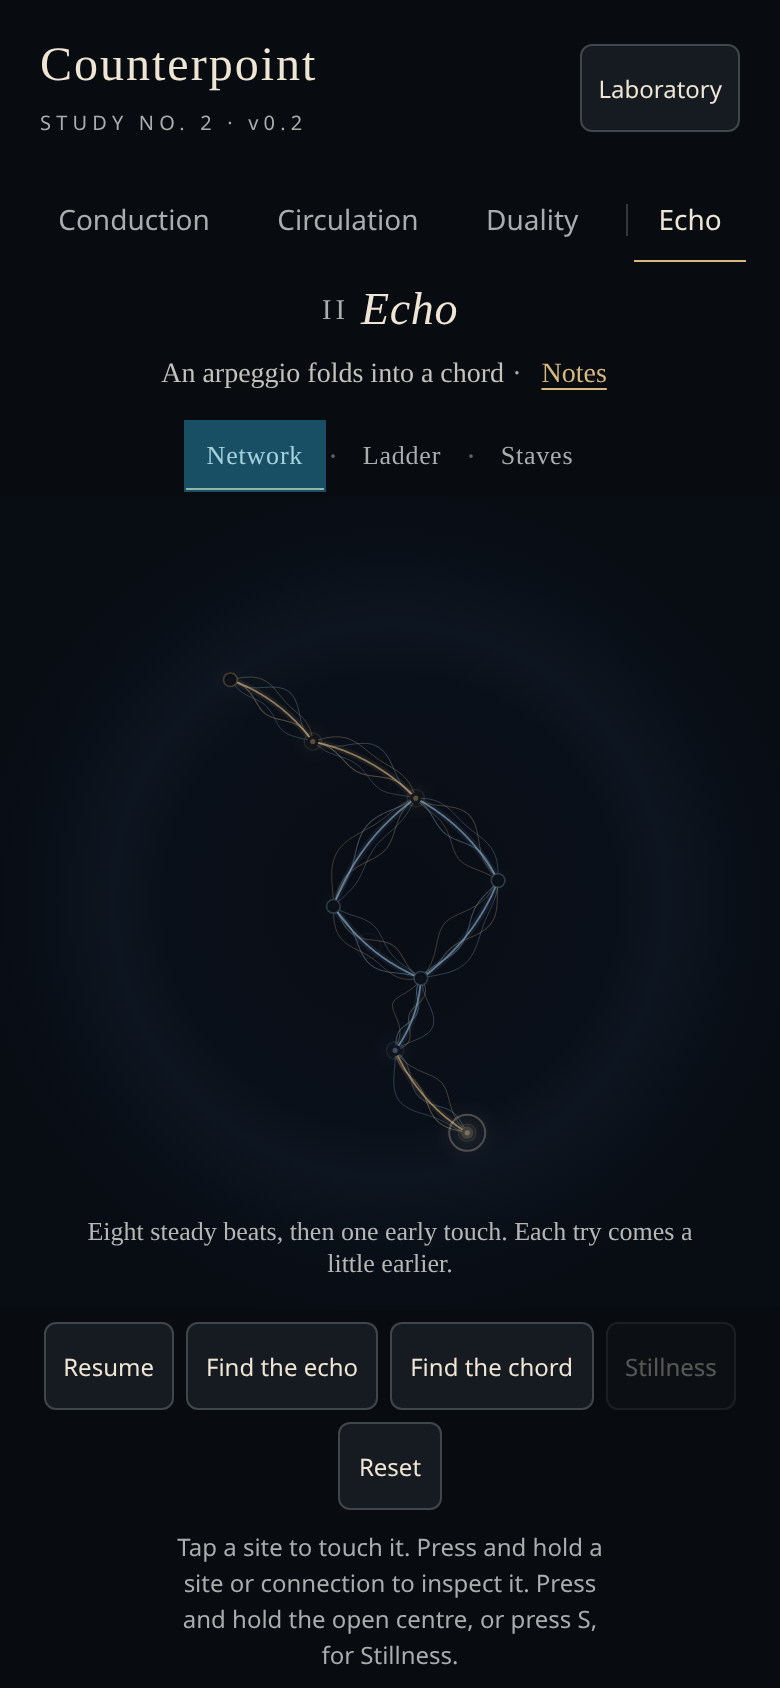 Counterpoint
STUDY NO. 2 · v0.2
Laboratory
Conduction Circulation Duality Echo
II Echo
An arpeggio folds into a chord · Notes
Network · Ladder · Staves
Eight steady beats, then one early touch. Each try comes a
little earlier.
Resume Find the echo Find the chord Stillness
Reset
Tap a site to touch it. Press and hold a
site or connection to inspect it. Press
and hold the open centre, or press S,
for Stillness.